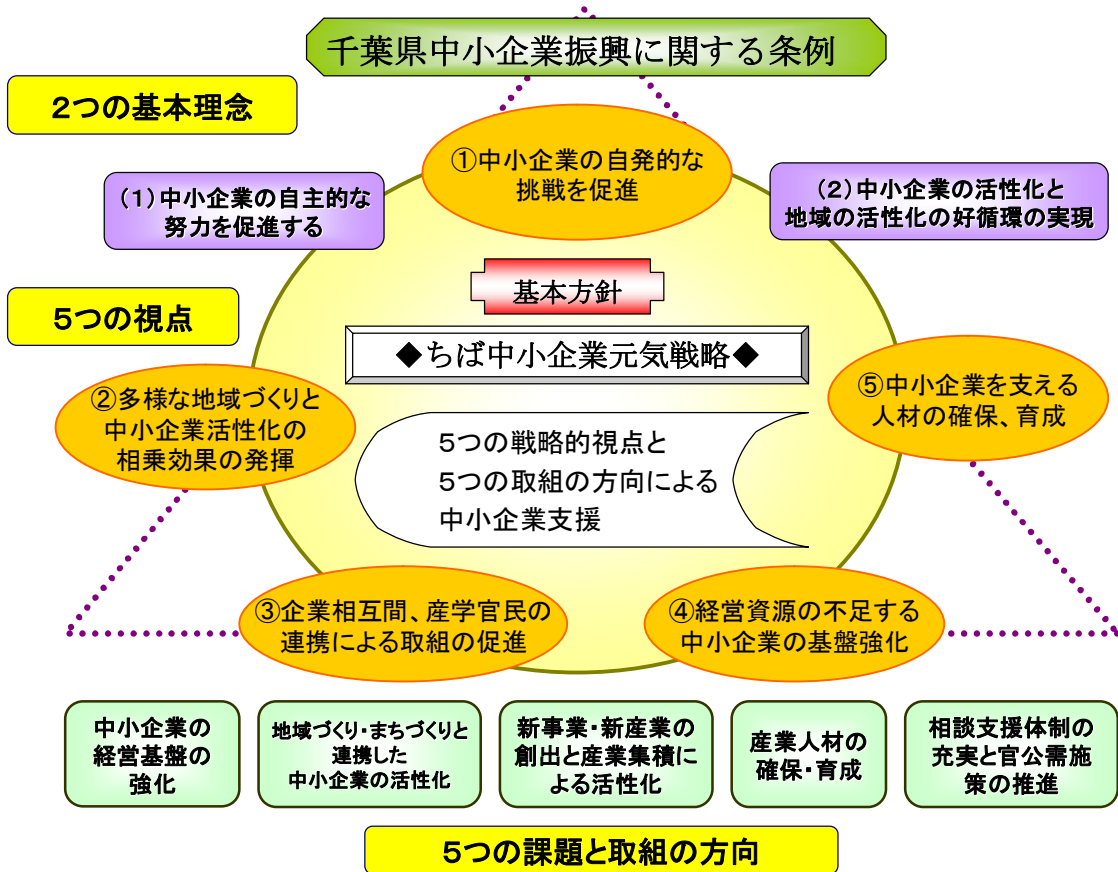 千葉県中小企業振興に関する条例
２つの基本理念
①中小企業の自発的な
挑戦を促進
（１）中小企業の自主的な
努力を促進する
（２）中小企業の活性化と
地域の活性化の好循環の実現
基本方針
５つの視点
◆ちば中小企業元気戦略◆
②多様な地域づくりと
中小企業活性化の
相乗効果の発揮
⑤中小企業を支える
人材の確保、育成
５つの戦略的視点と
５つの取組の方向による
中小企業支援
③企業相互間、産学官民の
連携による取組の促進
④経営資源の不足する
中小企業の基盤強化
中小企業の
経営基盤の
強化
地域づくり・まちづくりと
連携した
中小企業の活性化
新事業・新産業の
創出と産業集積に
よる活性化
産業人材の
確保・育成
相談支援体制の
充実と官公需施
策の推進
５つの課題と取組の方向